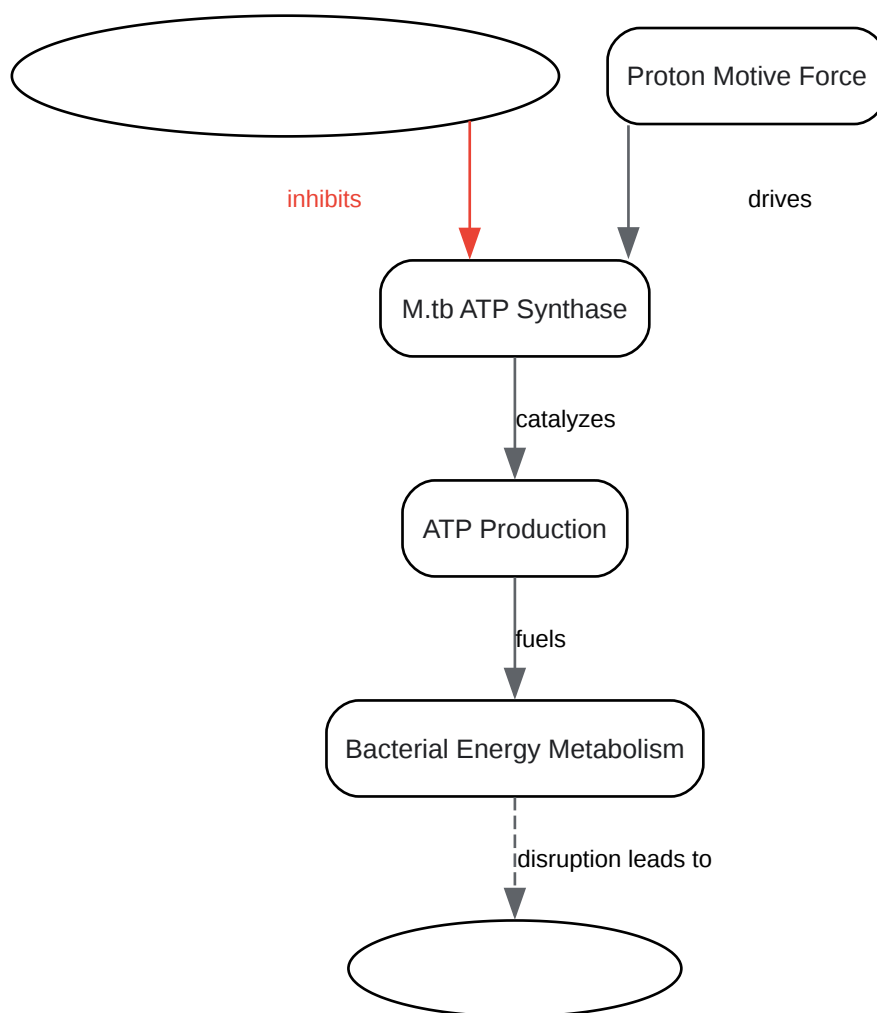 Proton Motive Force
inhibits
drives
M.tb ATP Synthase
catalyzes
ATP Production
fuels
Bacterial Energy Metabolism
disruption leads to